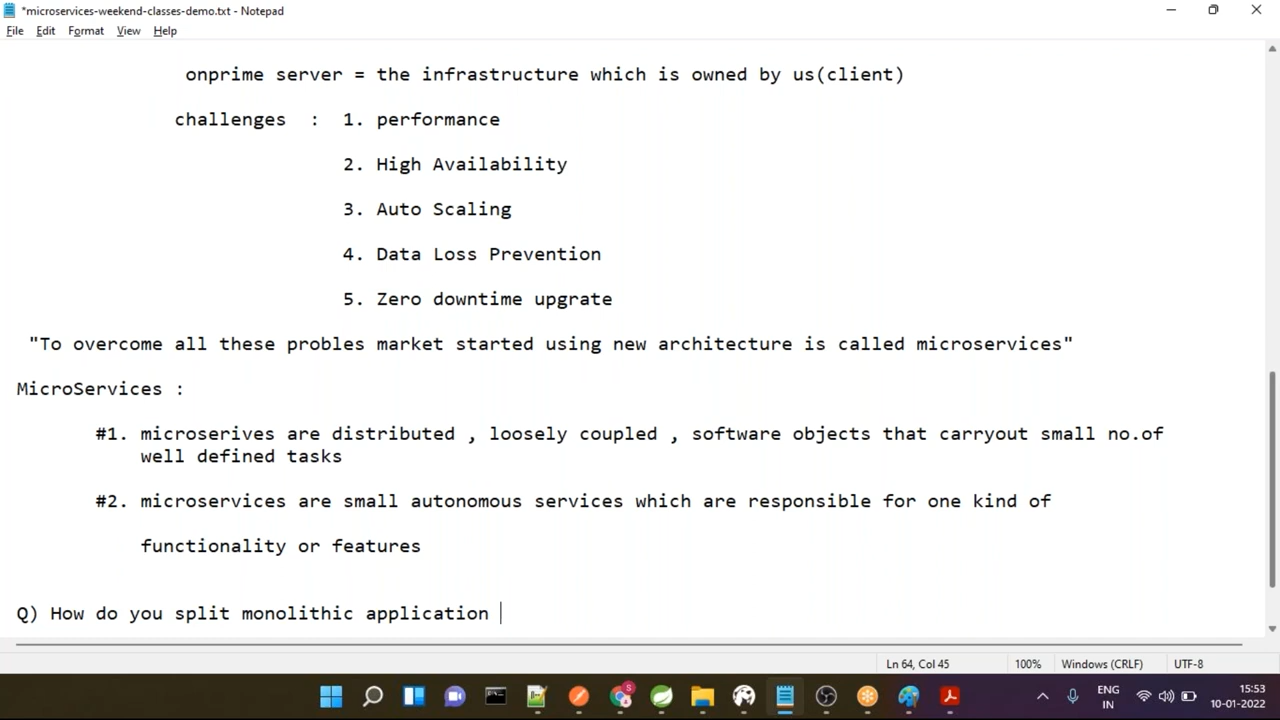 *microservices-weekend-classes-demo.txt - Notepad
File Edit Format View Help
onprime server = the infrastructure which is owned by us(client)
challenges : 1. performance
2. High Availability
3. Auto Scaling
4. Data Loss Prevention
5. Zero downtime upgrate
"To overcome all these probles market started using new architecture is called microservices"
MicroServices :
#1. microserives are distributed , loosely coupled , software objects that carryout small no.of
well defined tasks
#2. microservices are small autonomous services which are responsible for one kind of
functionality or features
Q) How do you split monolithic application
Ln 64, Col 45 100% Windows (CRLF) UTF-8
ENG 15:53
IN 10-01-2022